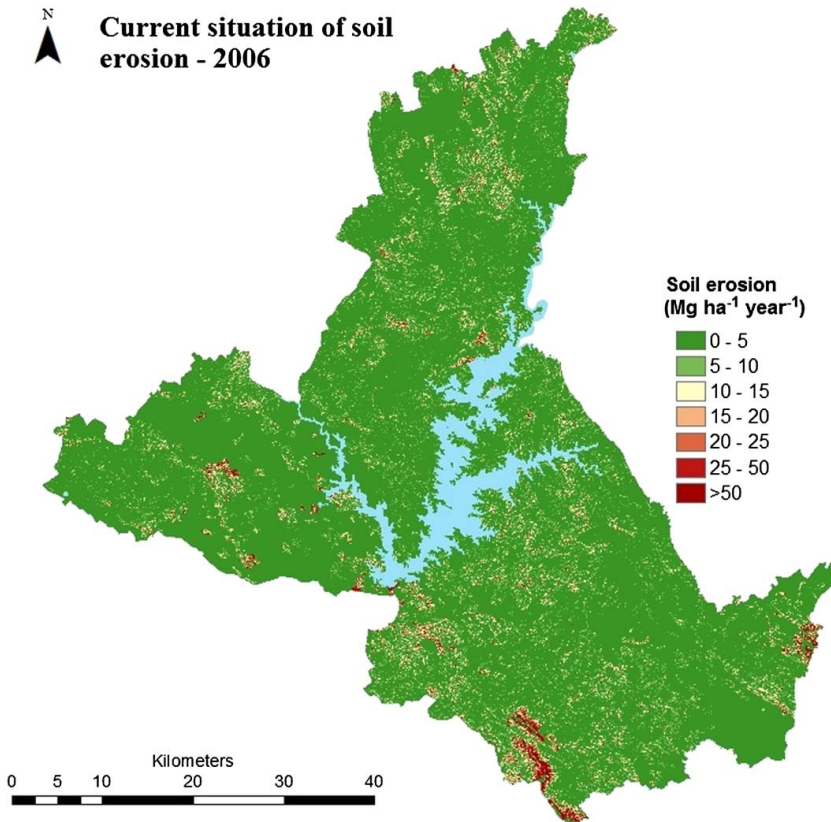 N
Current situation of soil
erosion - 2006
Soil erosion
(Mg ha⁻¹ year⁻¹)
0 - 5
5 - 10
10 - 15
15 - 20
20 - 25
25 - 50
>50
Kilometers
0 5 10 20 30 40